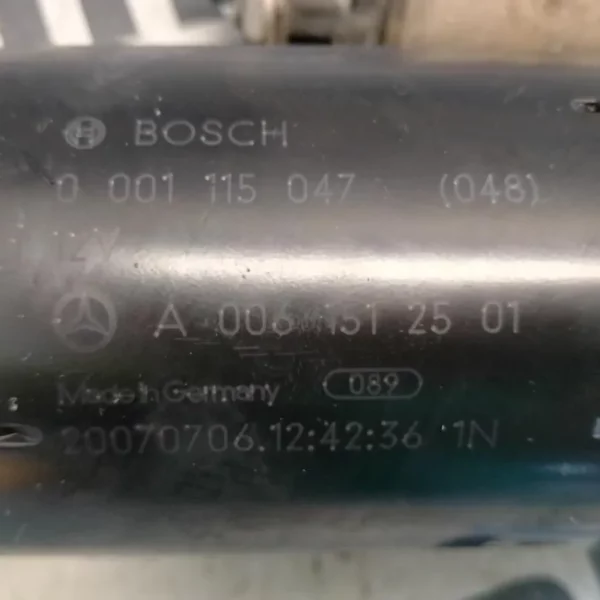 BOSCH
0 001 115 047 (048)
A 006 151 25 01
Made in Germany 089
20070706.12:42:36 1N